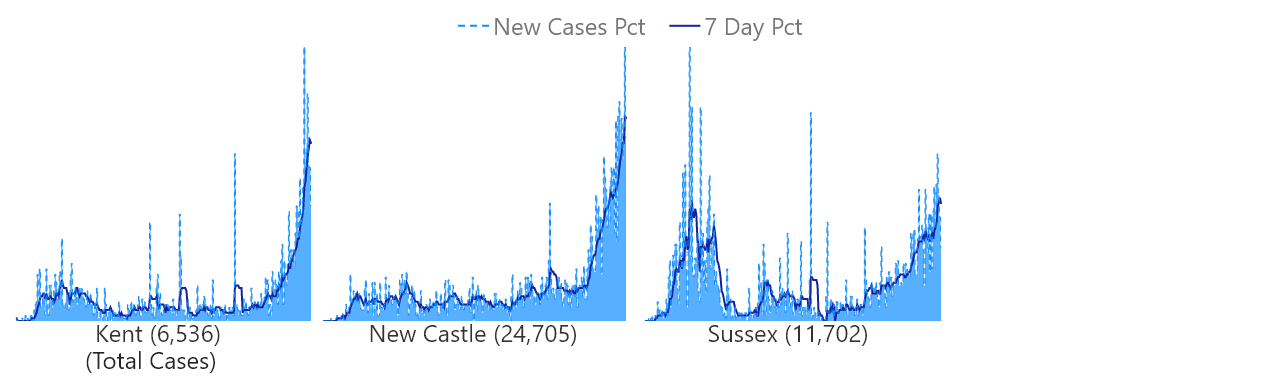 New Cases Pct 7 Day Pct
Kent (6,536) New Castle (24,705) Sussex (11,702)
(Total Cases)